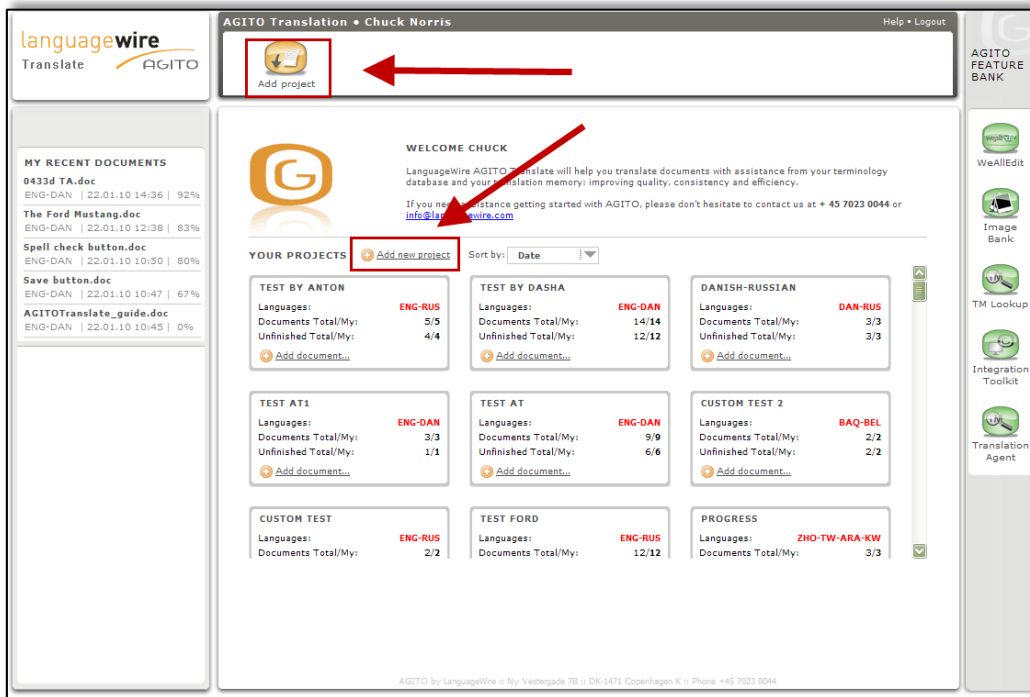 languagewire
Translate AGITO
AGITO Translation • Chuck Norris
Help • Logout
Add project
AGITO
FEATURE
BANK
MY RECENT DOCUMENTS
0433d TA.doc
ENG-DAN | 22.01.10 14:36 | 92%
The Ford Mustang.doc
ENG-DAN | 22.01.10 12:38 | 83%
Spell check button.doc
ENG-DAN | 22.01.10 10:50 | 80%
Save button.doc
ENG-DAN | 22.01.10 10:47 | 67%
AGITOTranslate_guide.doc
ENG-DAN | 22.01.10 10:45 | 0%
WELCOME CHUCK
LanguageWire AGITO Translate will help you translate documents with assistance from your terminology
database and your translation memory: improving quality, consistency and efficiency.
If you need assistance getting started with AGITO, please don't hesitate to contact us at + 45 7023 0044 or
info@languagewire.com
YOUR PROJECTS Add new project Sort by: Date
TEST BY ANTON
Languages: ENG-RUS
Documents Total/My: 5/5
Unfinished Total/My: 4/4
Add document...
TEST BY DASHA
Languages: ENG-DAN
Documents Total/My: 14/14
Unfinished Total/My: 12/12
Add document...
DANISH-RUSSIAN
Languages: DAN-RUS
Documents Total/My: 3/3
Unfinished Total/My: 3/3
Add document...
TEST AT1
Languages: ENG-DAN
Documents Total/My: 3/3
Unfinished Total/My: 1/1
Add document...
TEST AT
Languages: ENG-DAN
Documents Total/My: 9/9
Unfinished Total/My: 6/6
Add document...
CUSTOM TEST 2
Languages: BAQ-BEL
Documents Total/My: 2/2
Unfinished Total/My: 2/2
Add document...
CUSTOM TEST
Languages: ENG-RUS
Documents Total/My: 2/2
TEST FORD
Languages: ENG-RUS
Documents Total/My: 12/12
PROGRESS
Languages: ZHO-TW-ARA-KW
Documents Total/My: 3/3
WeAllEdit
Image
Bank
TM Lookup
Integration
Toolkit
Translation
Agent
AGITO by LanguageWire :: Ny Vestergade 7B :: DK-1471 Copenhagen K :: Phone +45 7023 0044